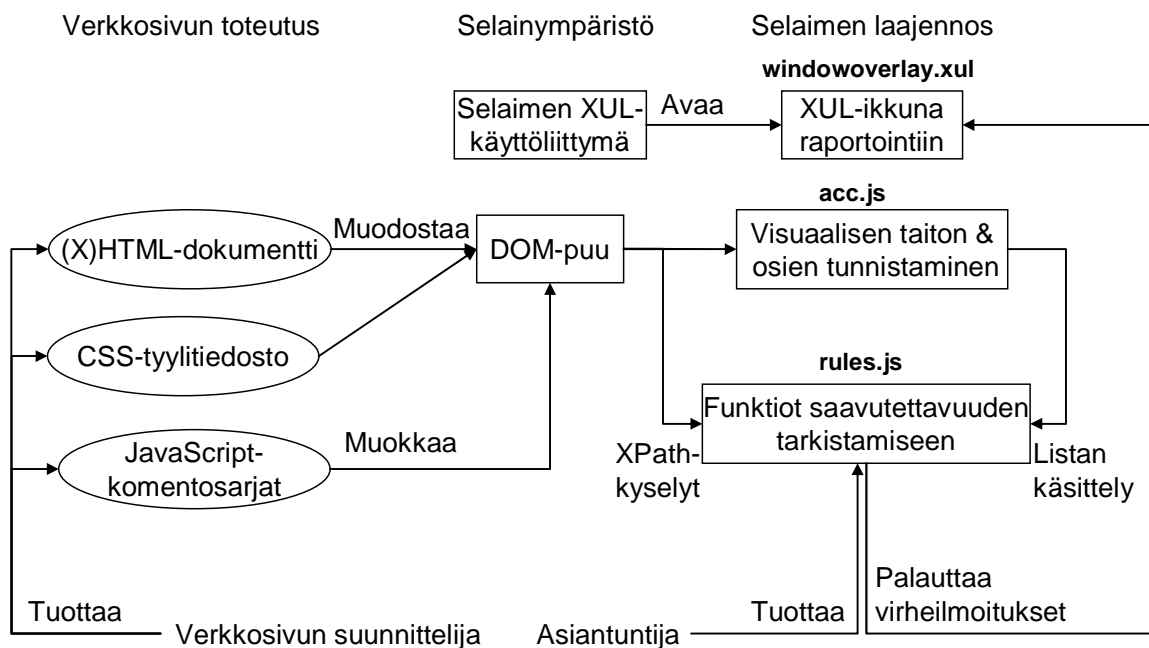 Verkkosivun toteutus
Selainympäristö
Selaimen laajennos
windowoverlay.xul
Selaimen XUL-
käyttöliittymä
Avaa
XUL-ikkuna
raportointiin
acc.js
(X)HTML-dokumentti
Muodostaa
DOM-puu
Visuaalisen taiton &
osien tunnistaminen
CSS-tyylitiedosto
rules.js
Funktiot saavutettavuuden
tarkistamiseen
JavaScript-
komentosarjat
Muokkaa
XPath-
kyselyt
Listan
käsittely
Palauttaa
virheilmoitukset
Tuottaa
Verkkosivun suunnittelija
Asiantuntija
Tuottaa